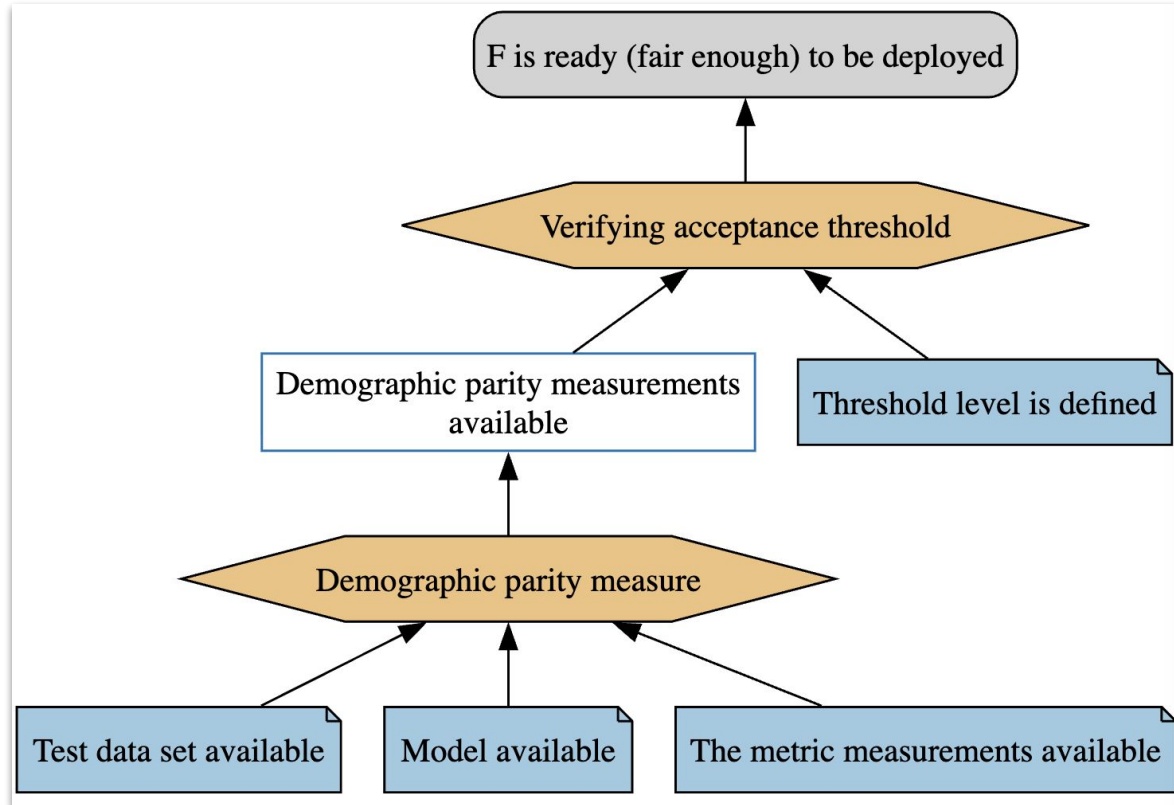 F is ready (fair enough) to be deployed
Verifying acceptance threshold
Demographic parity measurements
available
Threshold level is defined
Demographic parity measure
Test data set available
Model available
The metric measurements available